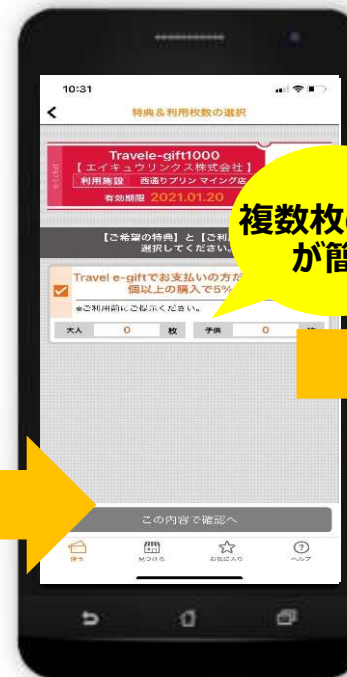 10:31
特典&利用枚数の選択
e-ticket
Travele-gift1000
【エイキュウリンクス株式会社】
利用施設 西通りプリン マイング店
有効期限 2021.01.20
複数枚の
が簡
【ご希望の特典】と【ご利
選択してください。
Travel e-giftでお支払いの方だ
個以上の購入で5%
※ご利用前にご提示ください。
大人 0 枚 子供 0
この内容で確認へ
使う 見つける お気に入り ヘルプ